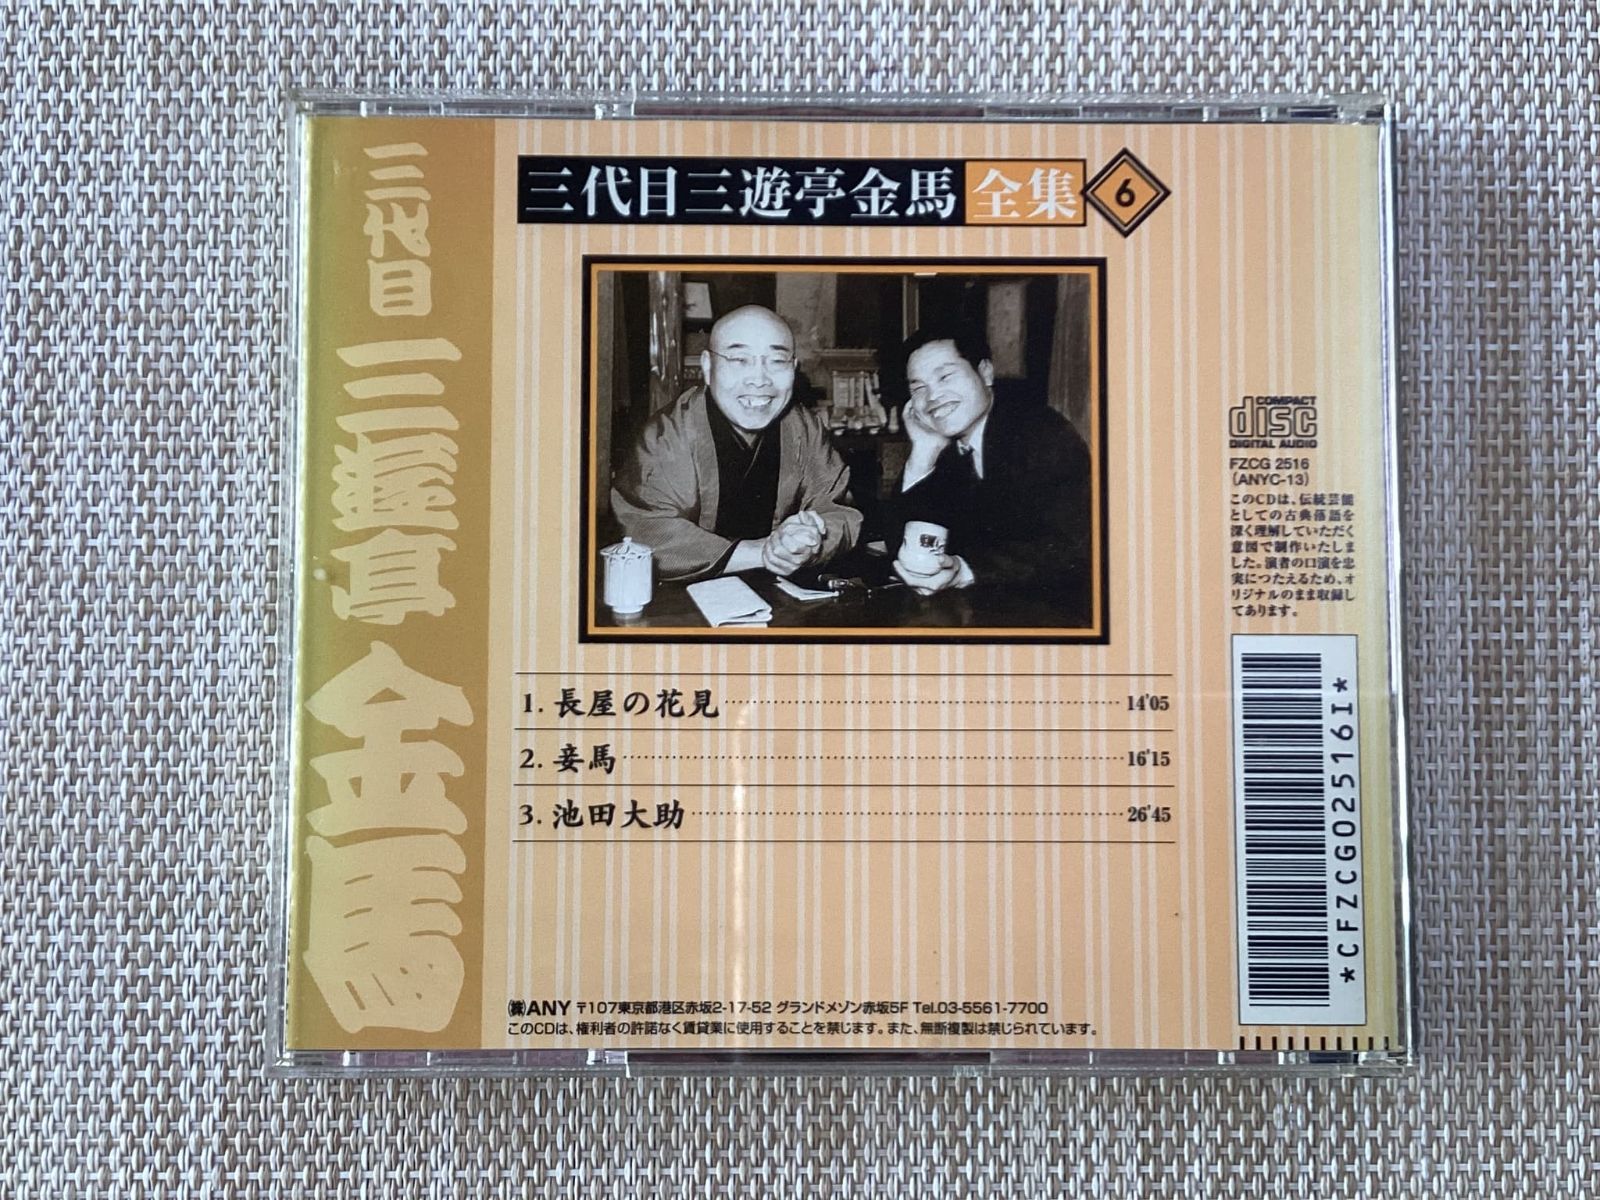 三代目 三遊亭 金馬
三代目三遊亭金馬 全集 6
1. 長屋の花見 14'05
2. 妾馬 16'15
3. 池田大助 26'45
COMPACT
disc
DIGITAL AUDIO
FZCG 2516
(ANYC-13)
このCDは、伝統芸能
としての古典落語を
深く理解していただく
意図で制作いたしま
した。演者の口演を忠
実につたえるため、オ
リジナルのまま収録し
てあります。
*CFZCG02516I*
㈱ANY 〒107東京都港区赤坂2-17-52 グランドメゾン赤坂5F Tel.03-5561-7700
このCDは、権利者の許諾なく賃貸業に使用することを禁じます。また、無断複製は禁じられています。